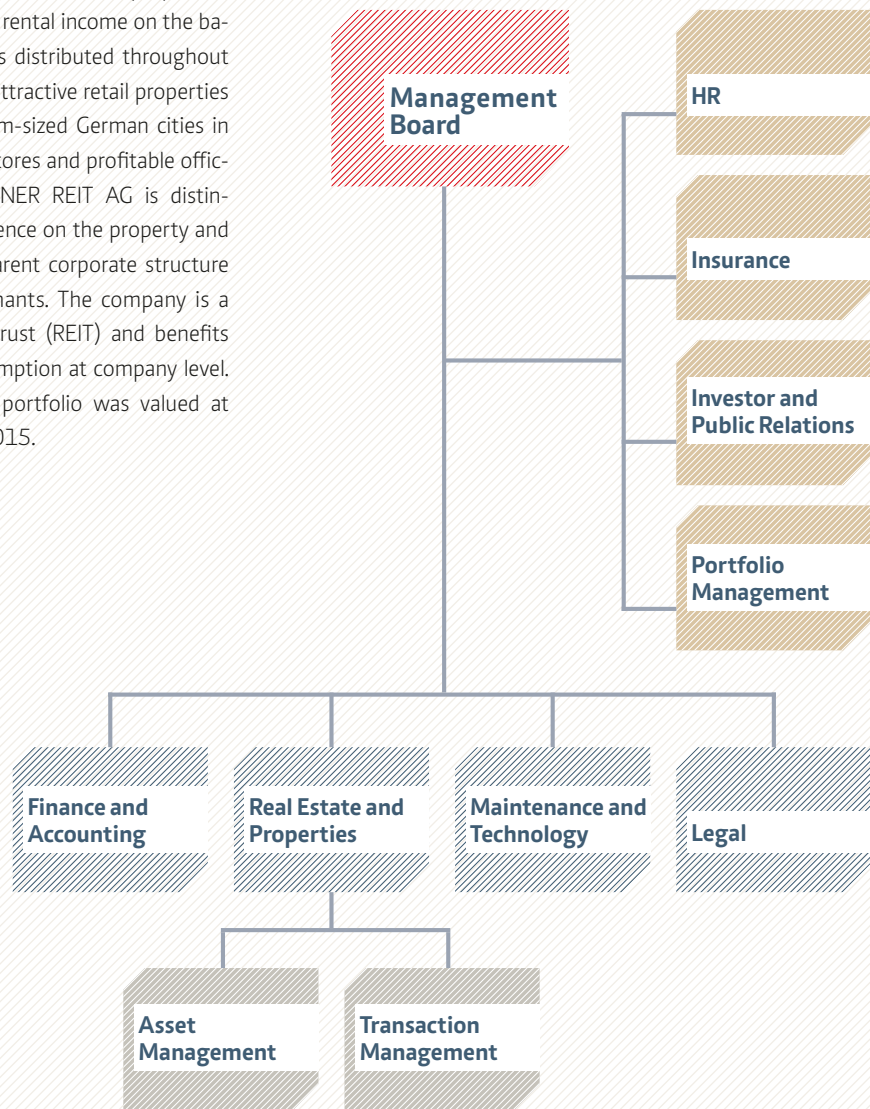 rental income on the ba-
s distributed throughout
ttractive retail properties
m-sized German cities in
tores and profitable offic-
NER REIT AG is distin-
ence on the property and
arent corporate structure
nants. The company is a
rust (REIT) and benefits
mption at company level.
portfolio was valued at
015.
Management
Board
HR
Insurance
Investor and
Public Relations
Portfolio
Management
Finance and
Accounting
Real Estate and
Properties
Maintenance and
Technology
Legal
Asset
Management
Transaction
Management